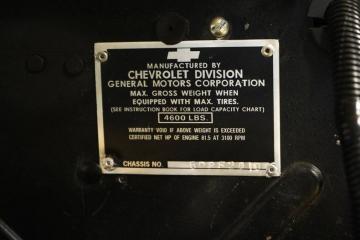 MANUFACTURED BY
CHEVROLET DIVISION
GENERAL MOTORS CORPORATION
MAX. GROSS WEIGHT WHEN
EQUIPPED WITH MAX. TIRES.
(SEE INSTRUCTION BOOK FOR LOAD CAPACITY CHART)
4600 LBS.
WARRANTY VOID IF ABOVE WEIGHT IS EXCEEDED
CERTIFIED NET HP OF ENGINE 81.5 AT 3100 RPM
CHASSIS NO.